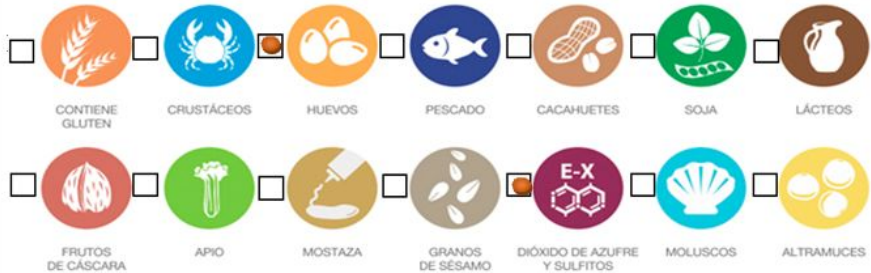 CONTIENE
GLUTEN
CRUSTÁCEOS
HUEVOS
PESCADO
CACAHUETES
SOJA
LÁCTEOS
E-X
FRUTOS
DE CÁSCARA
APIO
MOSTAZA
GRANOS
DE SÉSAMO
DIÓXIDO DE AZUFRE
Y SULFITOS
MOLUSCOS
ALTRAMUCES